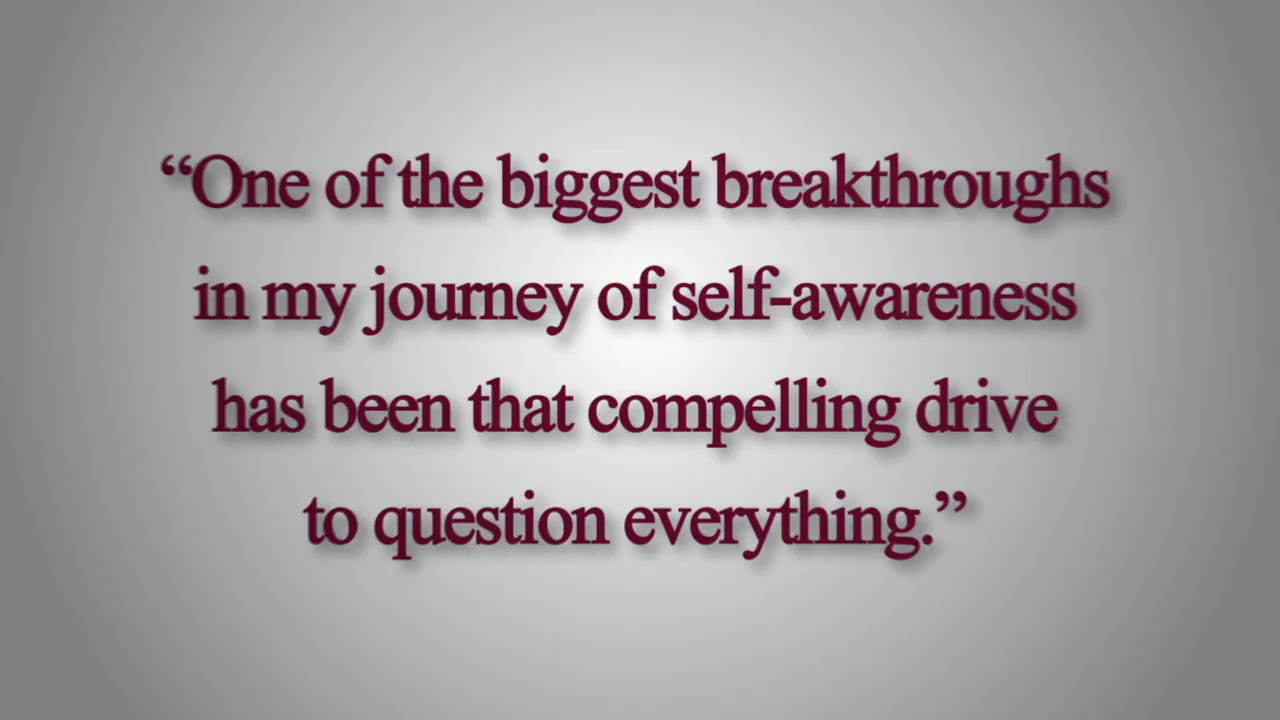 “One of the biggest breakthroughs
in my journey of self-awareness
has been that compelling drive
to question everything.”